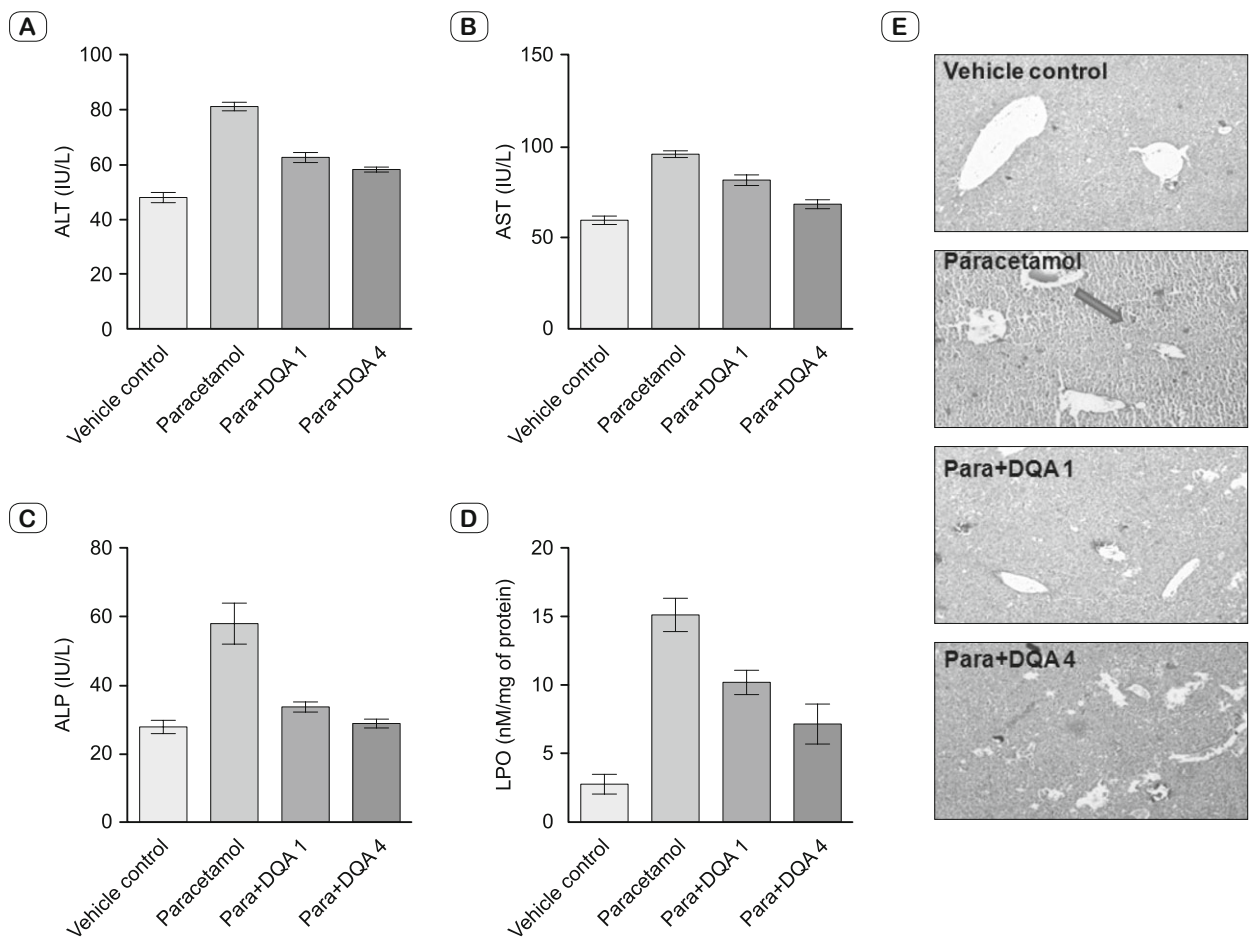 A
ALT (IU/L)
100
80
60
40
20
0
Vehicle control
Paracetamol
Para+DQA 1
Para+DQA 4
B
AST (IU/L)
150
100
50
0
Vehicle control
Paracetamol
Para+DQA 1
Para+DQA 4
C
ALP (IU/L)
80
60
40
20
0
Vehicle control
Paracetamol
Para+DQA 1
Para+DQA 4
D
LPO (nM/mg of protein)
20
15
10
5
0
Vehicle control
Paracetamol
Para+DQA 1
Para+DQA 4
E
Vehicle control
Paracetamol
Para+DQA 1
Para+DQA 4